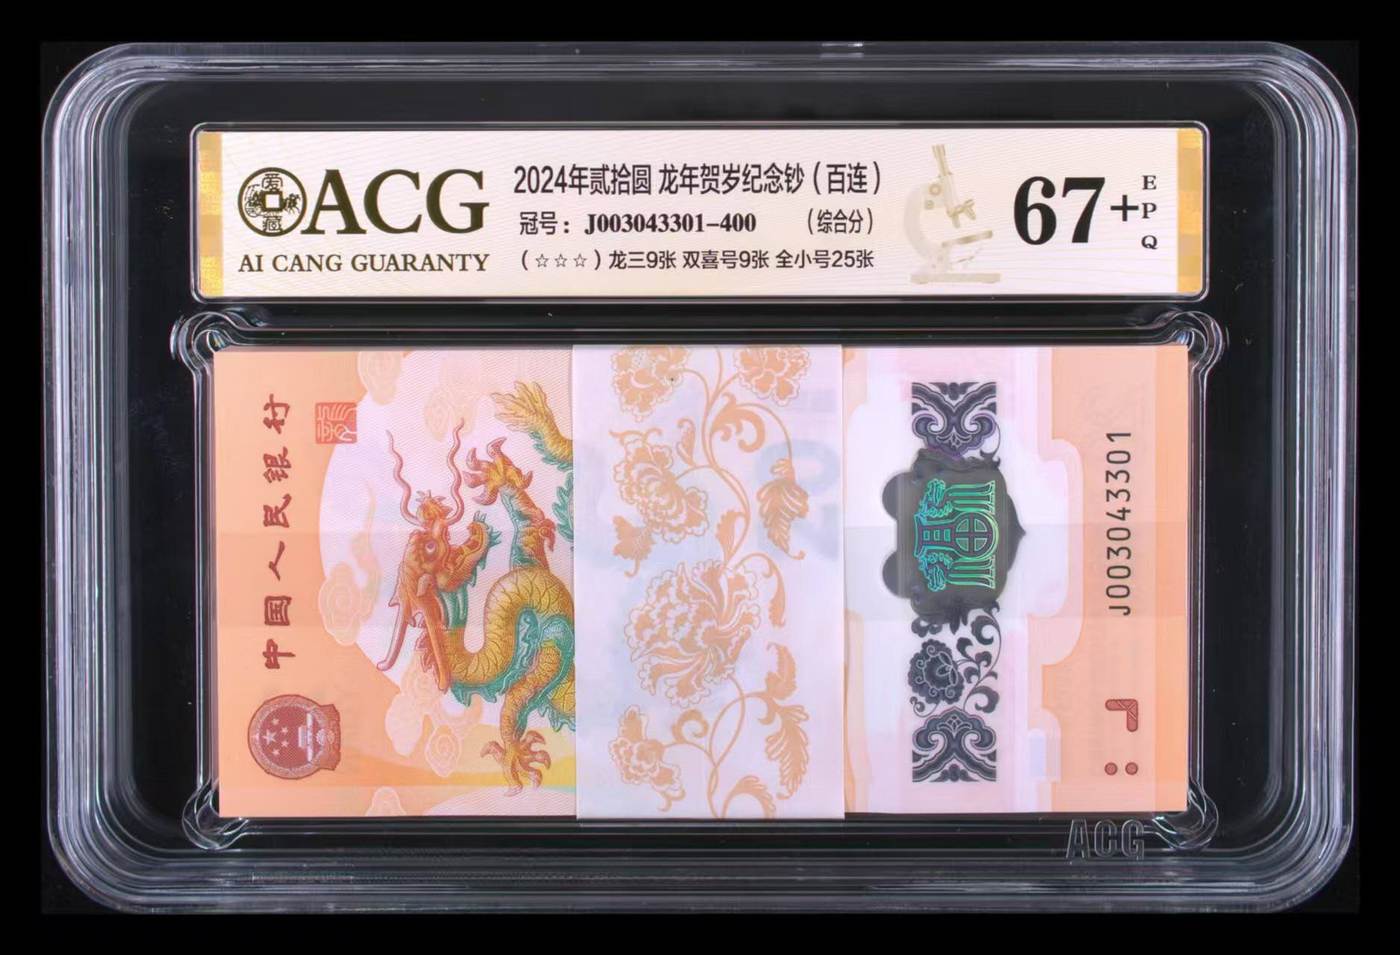 ACG
AI CANG GUARANTY
2024年贰拾圆 龙年贺岁纪念钞（百连）
冠号：J003043301-400 （综合分）
（☆☆☆）龙三9张 双喜号9张 全小号25张
67+
E
P
Q
中国人民银行
J003043301
ACG